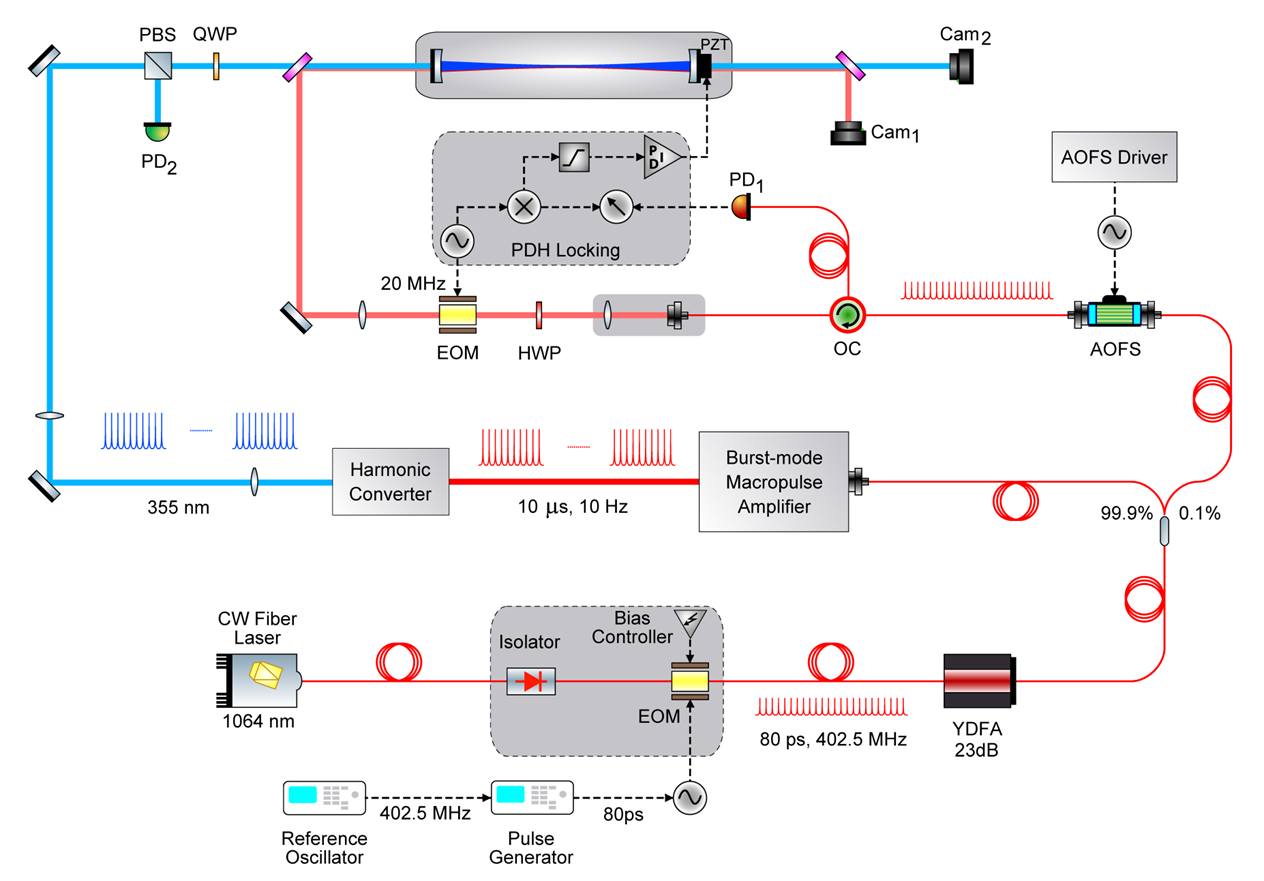 PBS
QWP
PZT
Cam2
PD2
Cam1
AOFS Driver
P
I
D
PD1
PDH Locking
20 MHz
EOM
HWP
OC
AOFS
355 nm
Harmonic
Converter
10 μs, 10 Hz
Burst-mode
Macropulse
Amplifier
99.9%
0.1%
CW Fiber
Laser
1064 nm
Isolator
Bias
Controller
EOM
80 ps, 402.5 MHz
YDFA
23dB
402.5 MHz
80ps
Reference
Oscillator
Pulse
Generator